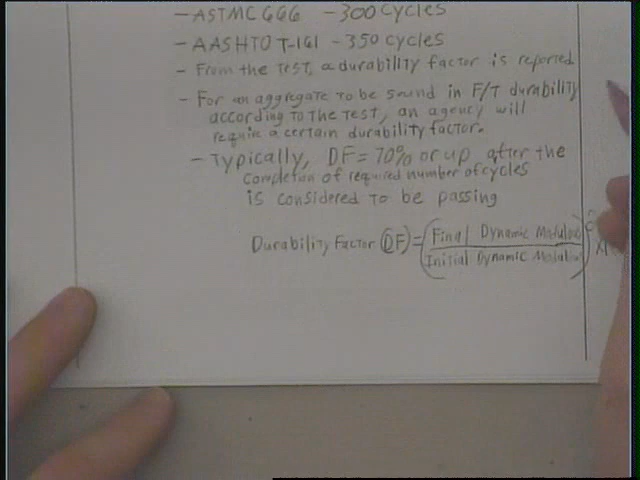 - ASTM C 666 - 300 Cycles
- AASHTO T-161 - 350 Cycles
- From the Test, a durability factor is reported
- For an aggregate to be sound in F/T durability
according to the Test, an agency will
require a certain durability factor.
- Typically, DF = 70% or up after the
completion of required number of cycles
is considered to be passing
Durability Factor (DF) = (Final Dynamic Modulus
Initial Dynamic Modulus)